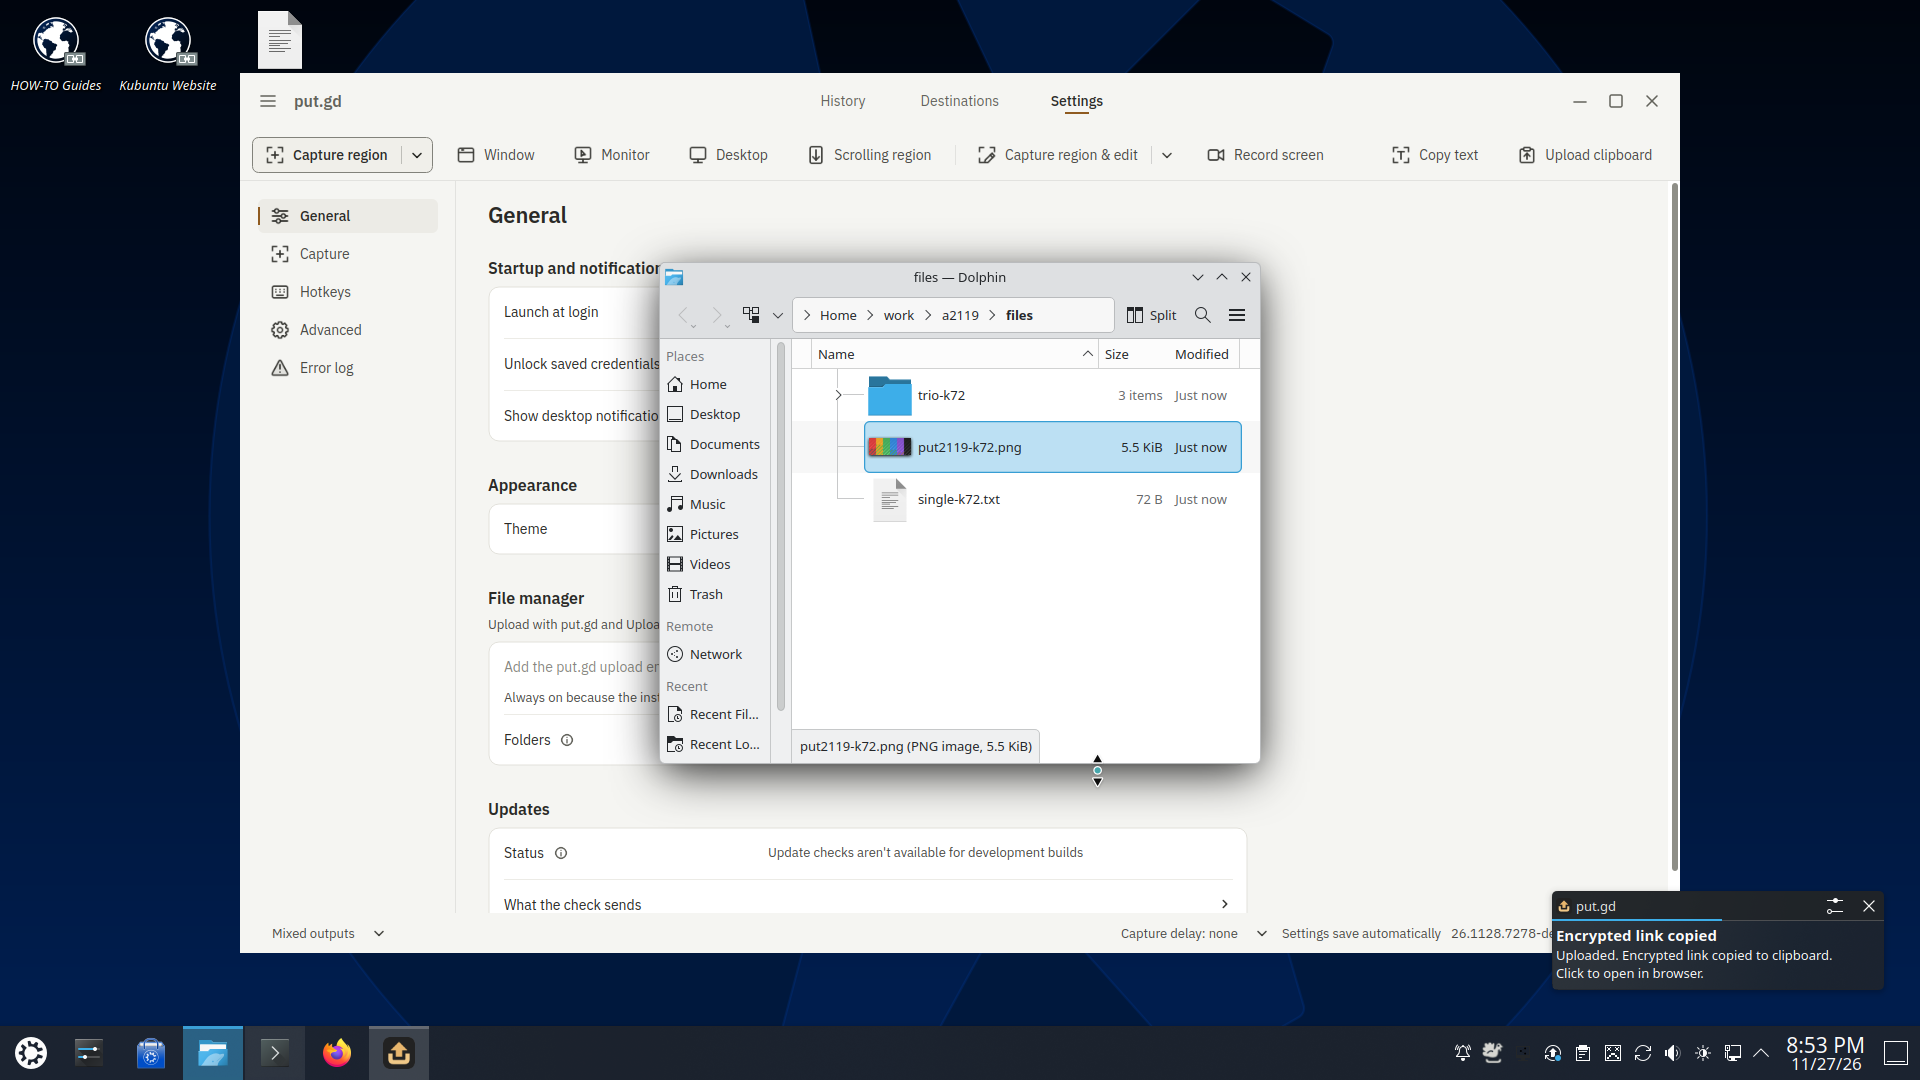 HOW-TO Guides
Kubuntu Website
put.gd
History
Destinations
Settings
Capture region
Window
Monitor
Desktop
Scrolling region
Capture region & edit
Record screen
Copy text
Upload clipboard
General
Capture
Hotkeys
Advanced
Error log
General
Startup and notification
Launch at login
Unlock saved credentials
Show desktop notificatio
Appearance
Theme
File manager
Upload with put.gd and Uploa
Add the put.gd upload en
Always on because the inst
Folders
Updates
Status
Update checks aren't available for development builds
What the check sends
Mixed outputs
Capture delay: none
Settings save automatically
26.1128.7278-de
files — Dolphin
Home
work
a2119
files
Split
Places
Home
Desktop
Documents
Downloads
Music
Pictures
Videos
Trash
Remote
Network
Recent
Recent Fil...
Recent Lo...
Name
Size
Modified
trio-k72
3 items
Just now
put2119-k72.png
5.5 KiB
Just now
single-k72.txt
72 B
Just now
put2119-k72.png (PNG image, 5.5 KiB)
put.gd
Encrypted link copied
Uploaded. Encrypted link copied to clipboard.
Click to open in browser.
8:53 PM
11/27/26